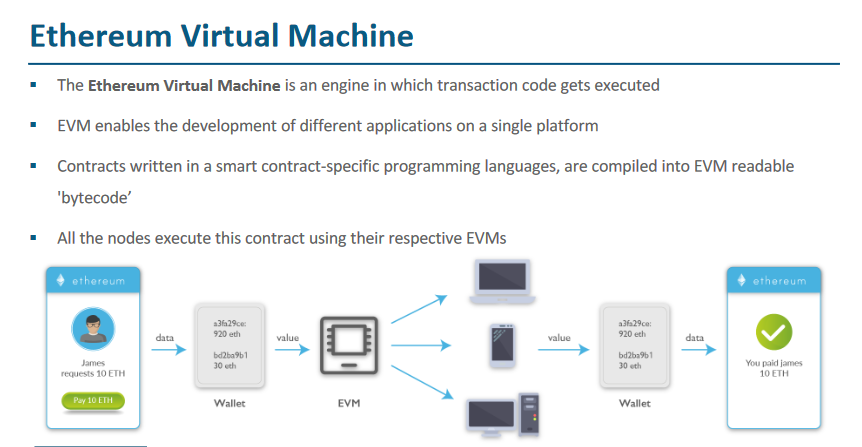 Ethereum Virtual Machine
▪ The Ethereum Virtual Machine is an engine in which transaction code gets executed
▪ EVM enables the development of different applications on a single platform
▪ Contracts written in a smart contract-specific programming languages, are compiled into EVM readable
'bytecode’
▪ All the nodes execute this contract using their respective EVMs
ethereum
James
requests 10 ETH
Pay 10 ETH
data
a3fa29ce:
920 eth
bd2ba9b1
30 eth
Wallet
value
EVM
value
a3fa29ce:
920 eth
bd2ba9b1
30 eth
Wallet
data
ethereum
You paid james
10 ETH